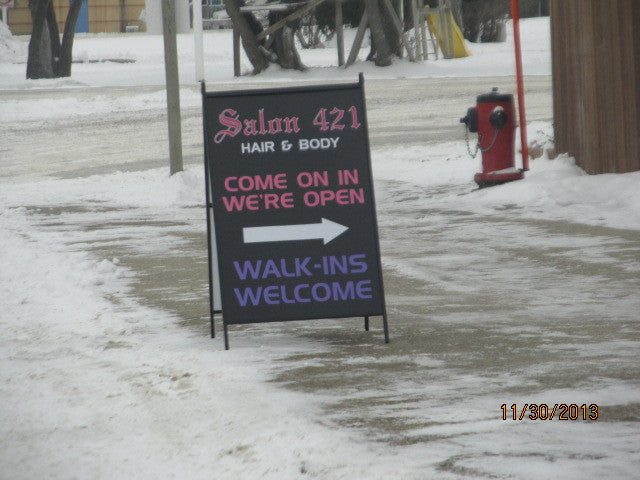 Salon 421
HAIR & BODY
COME ON IN
WE'RE OPEN
WALK-INS
WELCOME
11/30/2013